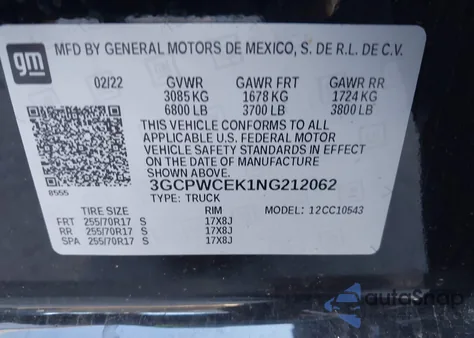 gm
MFD BY GENERAL MOTORS DE MEXICO, S. DE R.L. DE C.V.
02/22 GVWR GAWR FRT GAWR RR
3085 KG 1678 KG 1724 KG
6800 LB 3700 LB 3800 LB
THIS VEHICLE CONFORMS TO ALL
APPLICABLE U.S. FEDERAL MOTOR
VEHICLE SAFETY STANDARDS IN
EFFECT ON THE DATE OF MANUFACTURE
SHOWN ABOVE.
8555
3GCPWCEK1NG212062
TYPE: TRUCK
TIRE SIZE RIM MODEL: 12CC10543
FRT 255/70R17 S 17X8J
RR 255/70R17 S 17X8J
SPA 255/70R17 S 17X8J
autoSnap